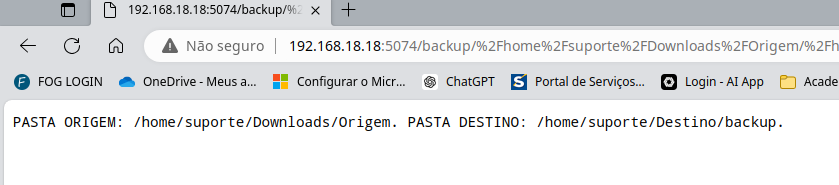 192.168.18.18:5074/backup/%2
Não seguro
192.168.18.18:5074/backup/%2Fhome%2Fsuporte%2FDownloads%2FOrigem/%2Fh
FOG LOGIN
OneDrive - Meus a...
Configurar o Micr...
ChatGPT
Portal de Serviços...
Login - AI App
Acade
PASTA ORIGEM: /home/suporte/Downloads/Origem. PASTA DESTINO: /home/suporte/Destino/backup.